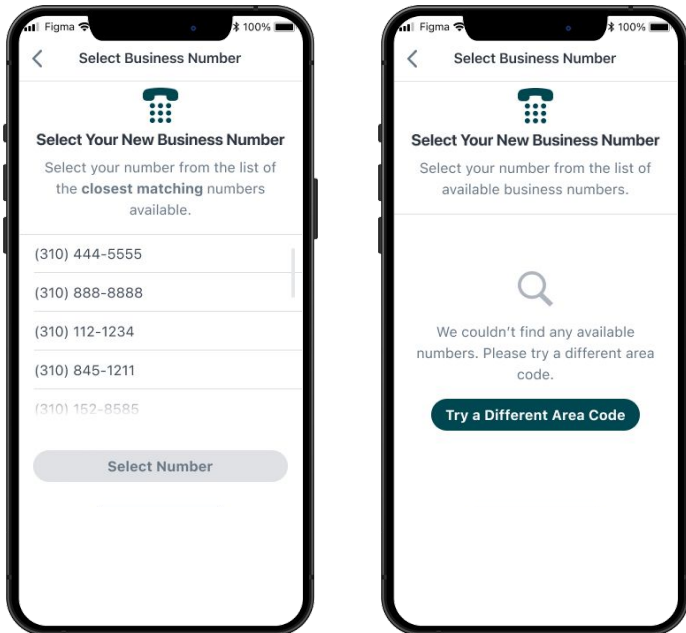 Figma 100%
Select Business Number
Select Your New Business Number
Select your number from the list of
the closest matching numbers
available.
(310) 444-5555
(310) 888-8888
(310) 112-1234
(310) 845-1211
(310) 152-8585
Select Number
Figma 100%
Select Business Number
Select Your New Business Number
Select your number from the list of
available business numbers.
We couldn’t find any available
numbers. Please try a different area
code.
Try a Different Area Code